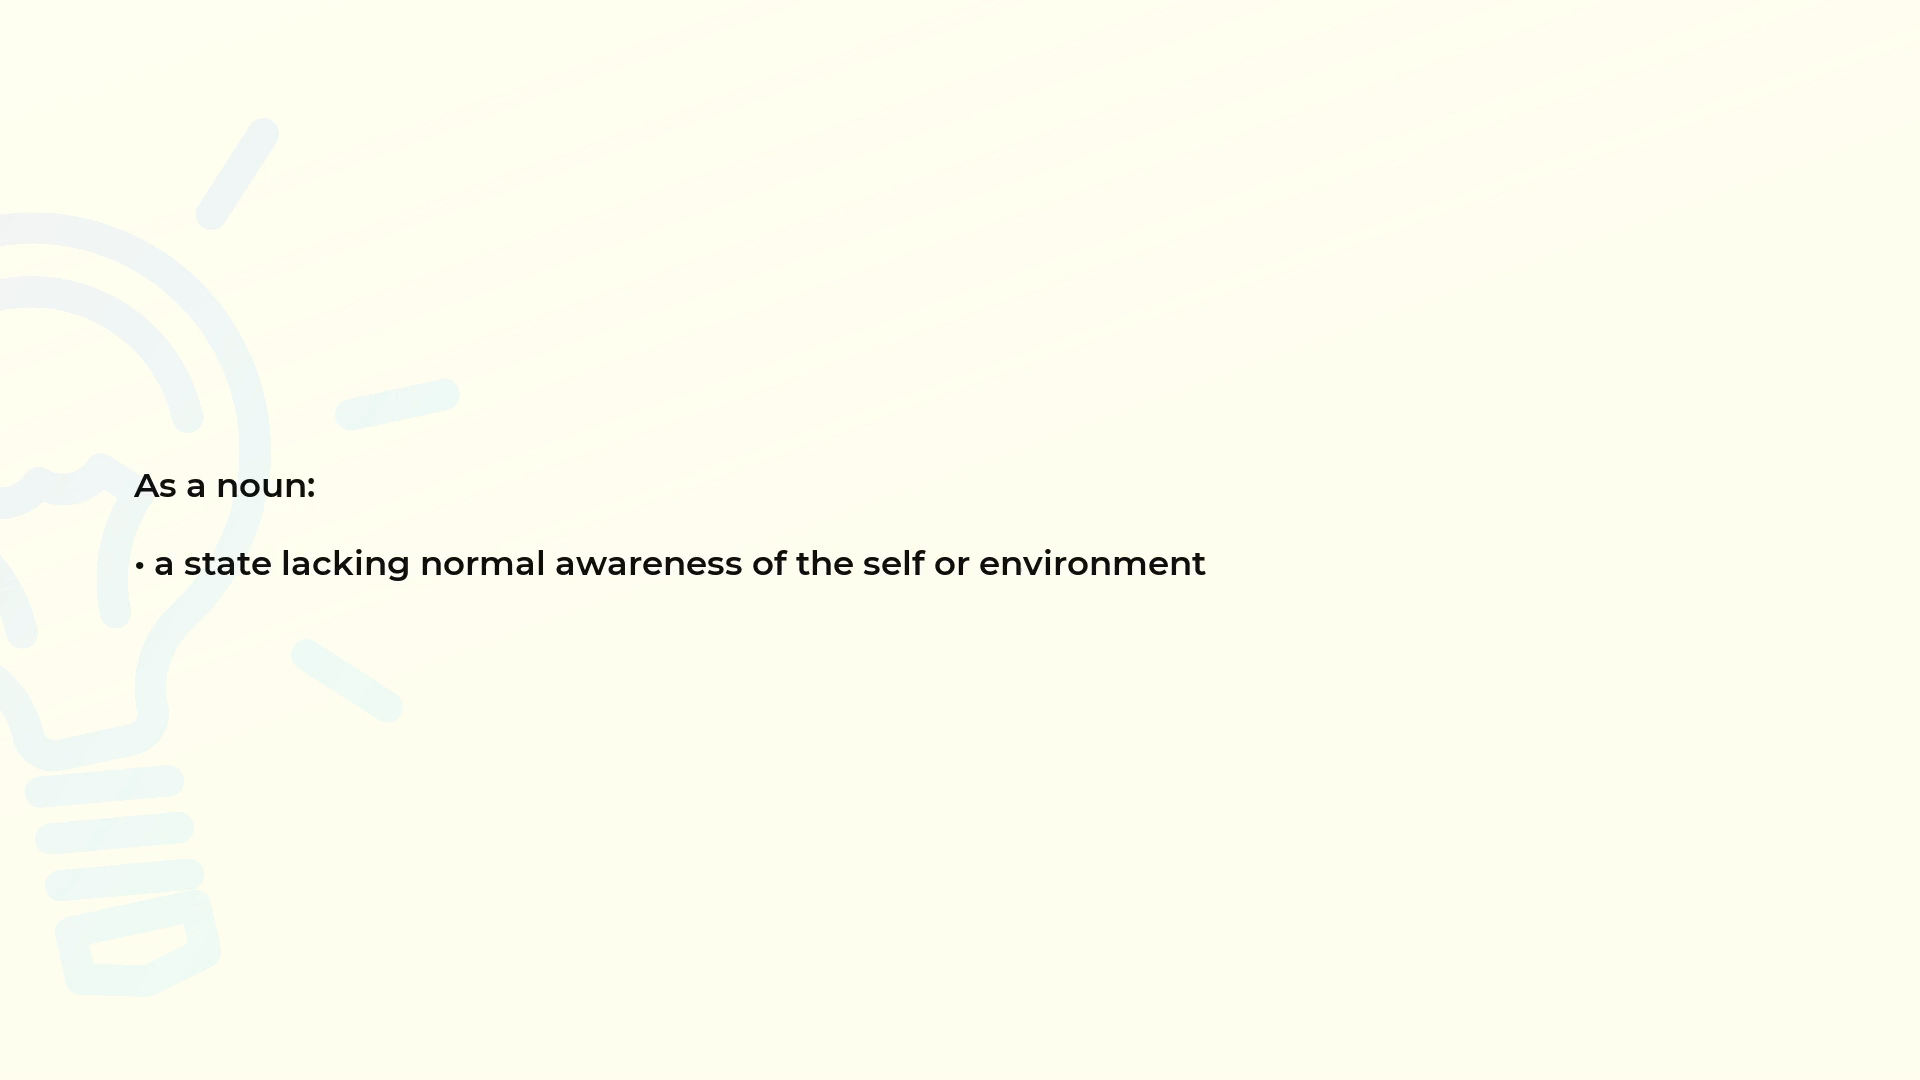 As a noun:
• a state lacking normal awareness of the self or environment